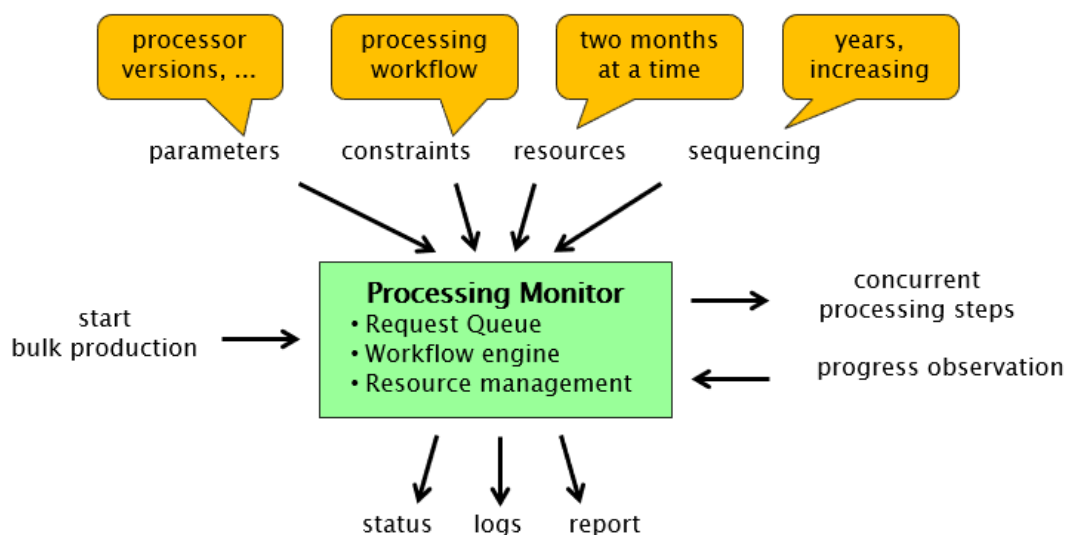 processor
versions, ...
processing
workflow
two months
at a time
years,
increasing
parameters
constraints
resources
sequencing
Processing Monitor
• Request Queue
• Workflow engine
• Resource management
start
bulk production
concurrent
processing steps
progress observation
status
logs
report